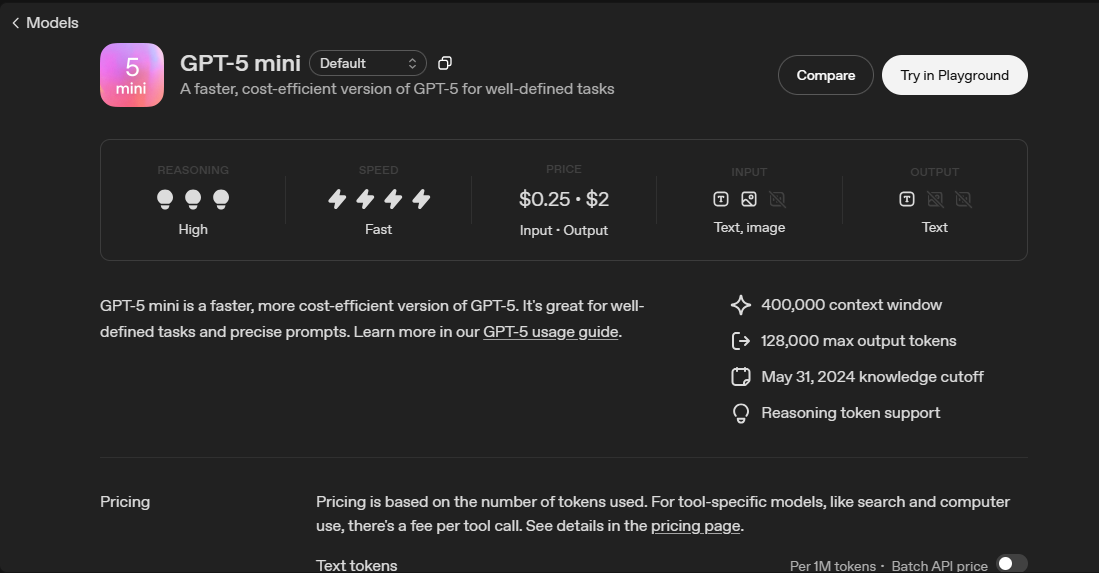 Models
5
mini
GPT-5 mini
Default
A faster, cost-efficient version of GPT-5 for well-defined tasks
Compare
Try in Playground
REASONING
High
SPEED
Fast
PRICE
$0.25 • $2
Input • Output
INPUT
Text, image
OUTPUT
Text
GPT-5 mini is a faster, more cost-efficient version of GPT-5. It's great for well-
defined tasks and precise prompts. Learn more in our GPT-5 usage guide.
400,000 context window
128,000 max output tokens
May 31, 2024 knowledge cutoff
Reasoning token support
Pricing
Pricing is based on the number of tokens used. For tool-specific models, like search and computer
use, there's a fee per tool call. See details in the pricing page.
Text tokens
Per 1M tokens • Batch API price